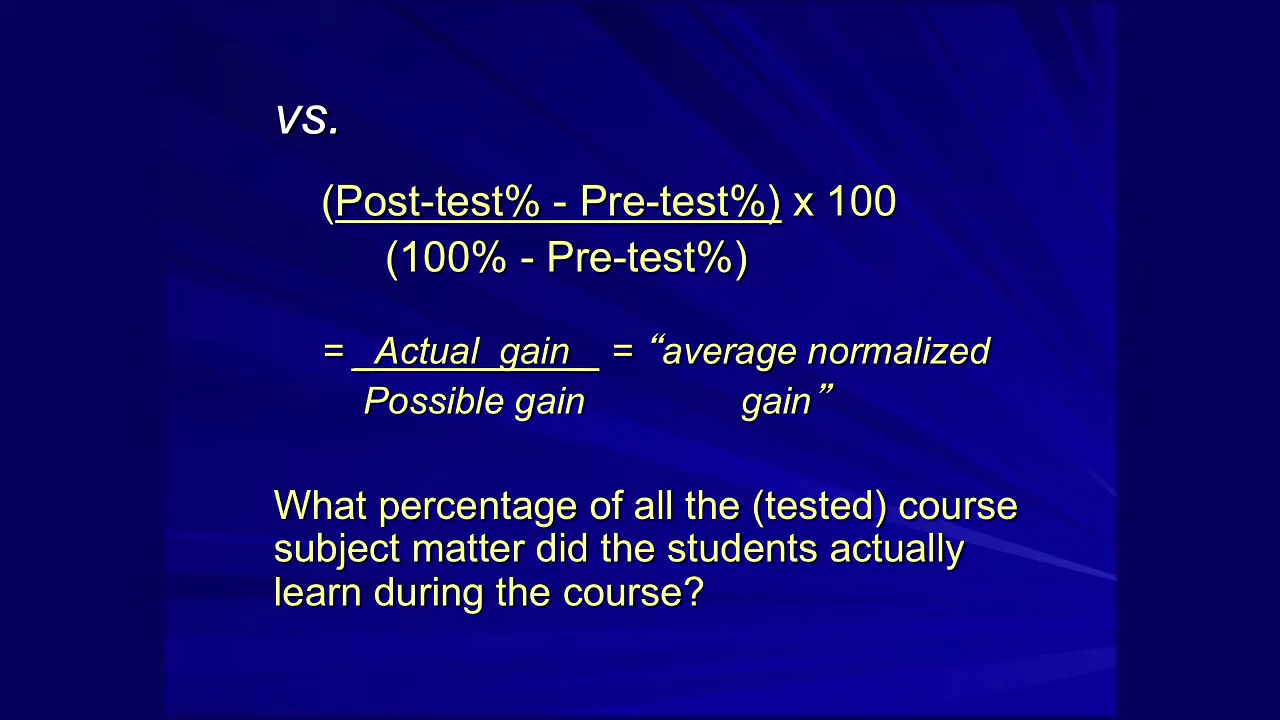 vs.
(Post-test% - Pre-test%) x 100
(100% - Pre-test%)
= Actual gain = “average normalized
Possible gain gain”
What percentage of all the (tested) course
subject matter did the students actually
learn during the course?